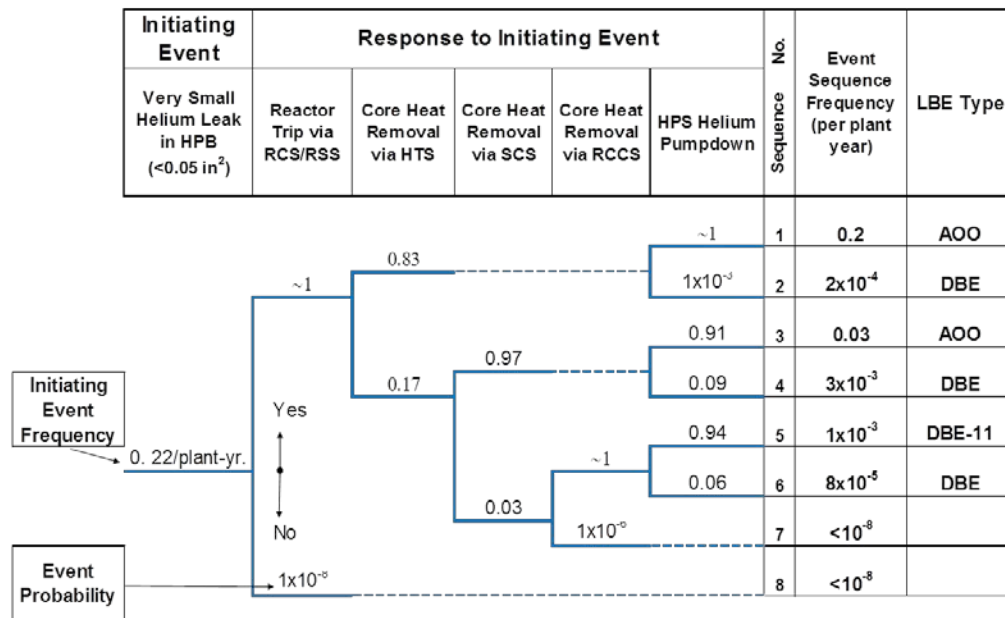 Initiating
Event
Response to Initiating Event
Sequence No.
Event
Sequence
Frequency
(per plant
year)
LBE Type
Very Small
Helium Leak
in HPB
(<0.05 in²)
Reactor
Trip via
RCS/RSS
Core Heat
Removal
via HTS
Core Heat
Removal
via SCS
Core Heat
Removal
via RCCS
HPS Helium
Pumpdown
~1 1 0.2 AOO
0.83
~1
1x10⁻³ 2 2x10⁻⁴ DBE
0.91 3 0.03 AOO
0.97
0.17
0.09 4 3x10⁻³ DBE
Initiating
Event
Frequency
Yes
0.94 5 1x10⁻³ DBE-11
0. 22/plant-yr.
~1
0.06 6 8x10⁻⁵ DBE
0.03
No
1x10⁻⁶ 7 <10⁻⁸
Event
Probability
1x10⁻⁸ 8 <10⁻⁸